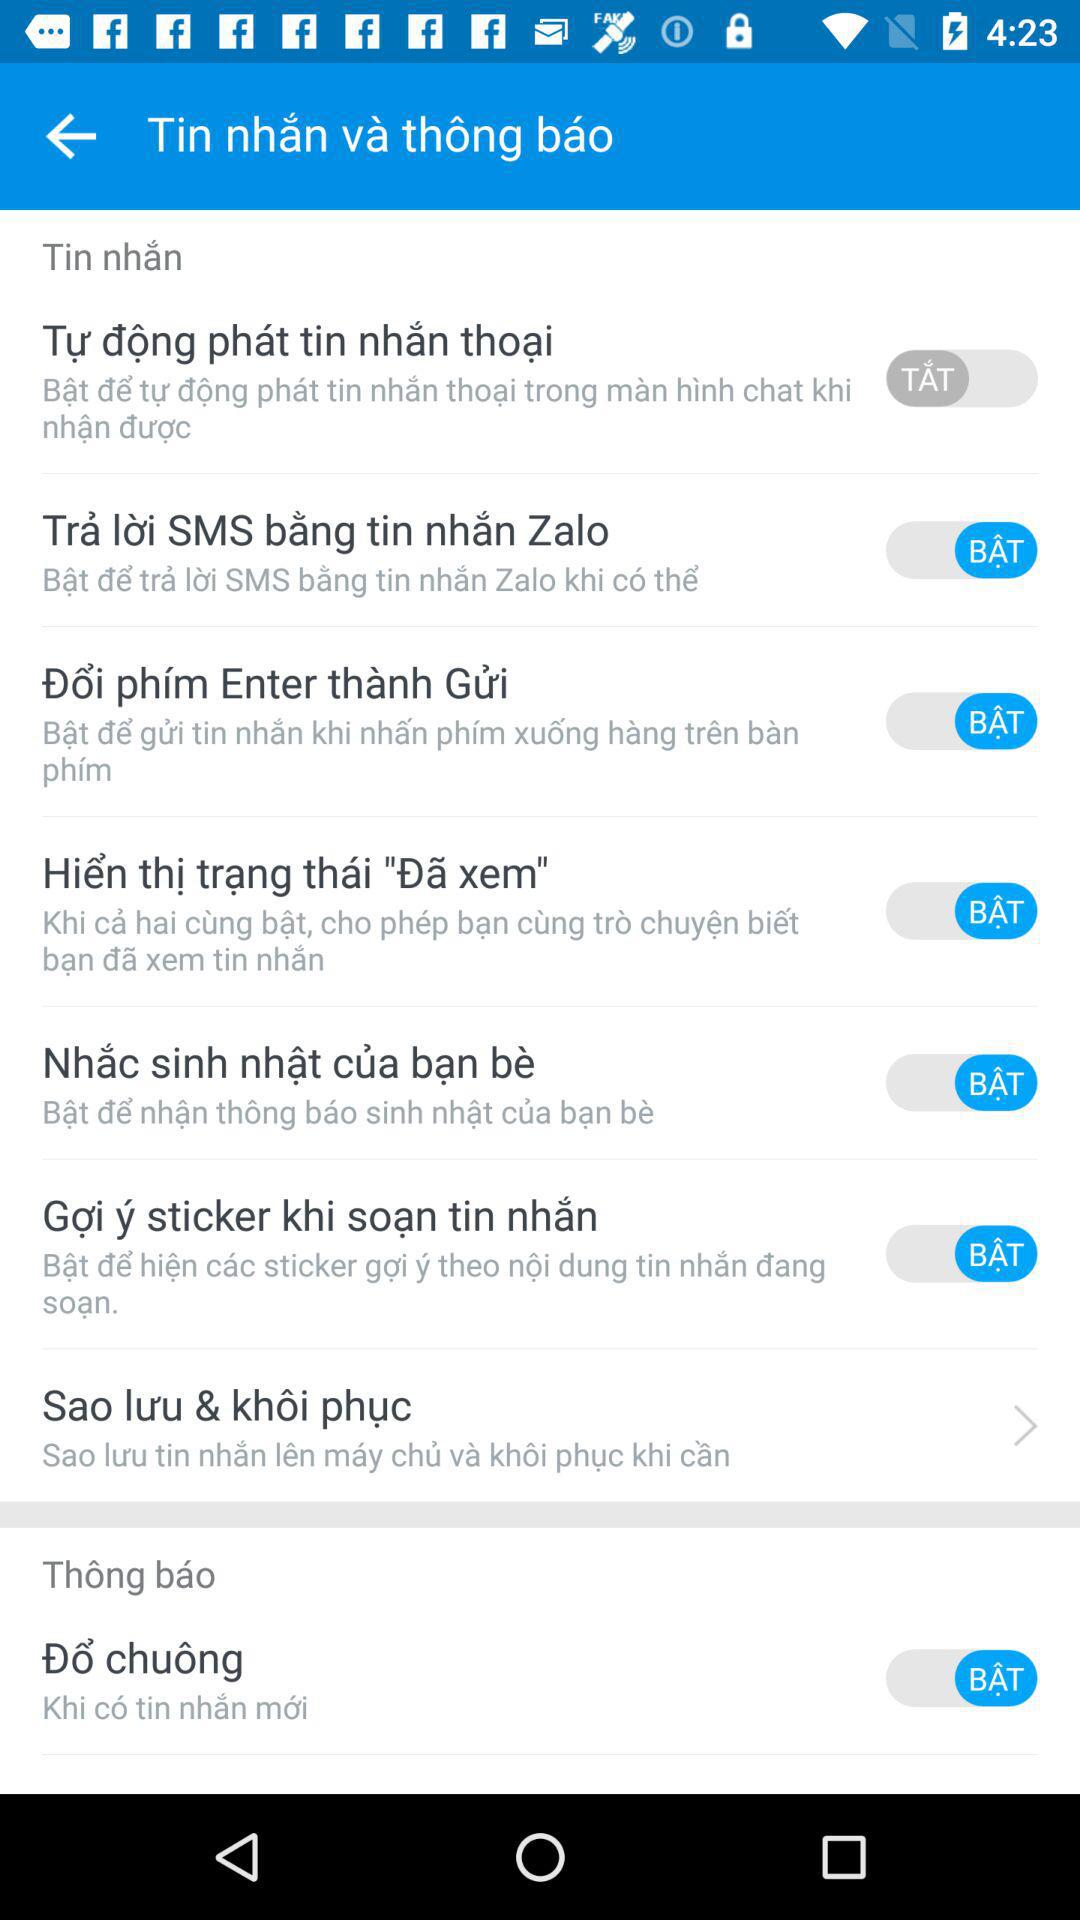 FAKE
4:23
Tin nhắn và thông báo
Tin nhắn
Tự động phát tin nhắn thoại
Bật để tự động phát tin nhắn thoại trong màn hình chat khi
nhận được
TẮT
Trả lời SMS bằng tin nhắn Zalo
Bật để trả lời SMS bằng tin nhắn Zalo khi có thể
BẬT
Đổi phím Enter thành Gửi
Bật để gửi tin nhắn khi nhấn phím xuống hàng trên bàn
phím
BẬT
Hiển thị trạng thái "Đã xem"
Khi cả hai cùng bật, cho phép bạn cùng trò chuyện biết
bạn đã xem tin nhắn
BẬT
Nhắc sinh nhật của bạn bè
Bật để nhận thông báo sinh nhật của bạn bè
BẬT
Gợi ý sticker khi soạn tin nhắn
Bật để hiện các sticker gợi ý theo nội dung tin nhắn đang
soạn.
BẬT
Sao lưu & khôi phục
Sao lưu tin nhắn lên máy chủ và khôi phục khi cần
Thông báo
Đổ chuông
Khi có tin nhắn mới
BẬT